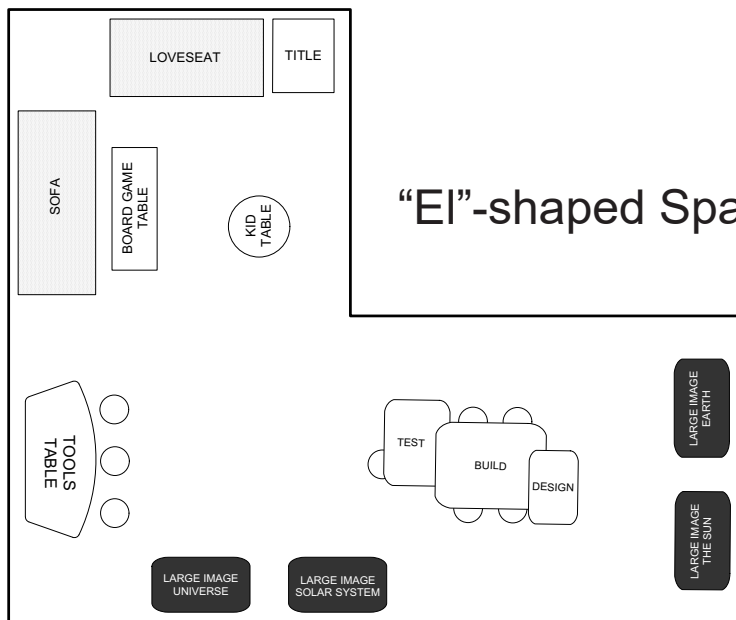 LOVESEAT
TITLE
SOFA
BOARD GAME
TABLE
KID
TABLE
“El”-shaped Spa
LARGE IMAGE
EARTH
TOOLS
TABLE
TEST
BUILD
DESIGN
LARGE IMAGE
THE SUN
LARGE IMAGE
UNIVERSE
LARGE IMAGE
SOLAR SYSTEM